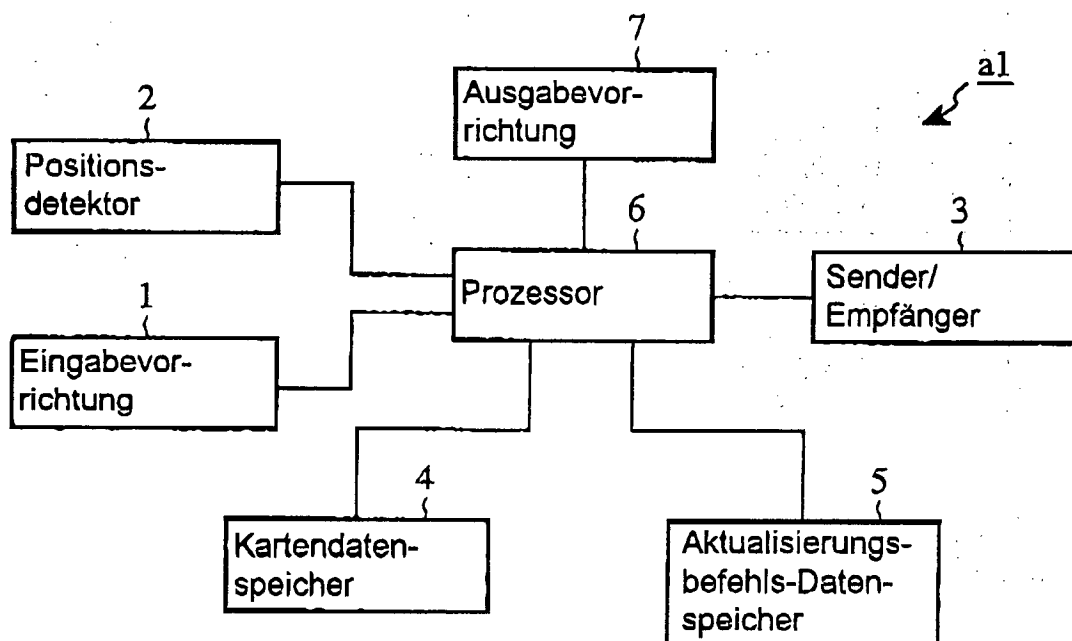 7
Ausgabevor-
richtung
a1
2
Positions-
detektor
6
Prozessor
3
Sender/
Empfänger
1
Eingabevor-
richtung
4
Kartendaten-
speicher
5
Aktualisierungs-
befehls-Daten-
speicher